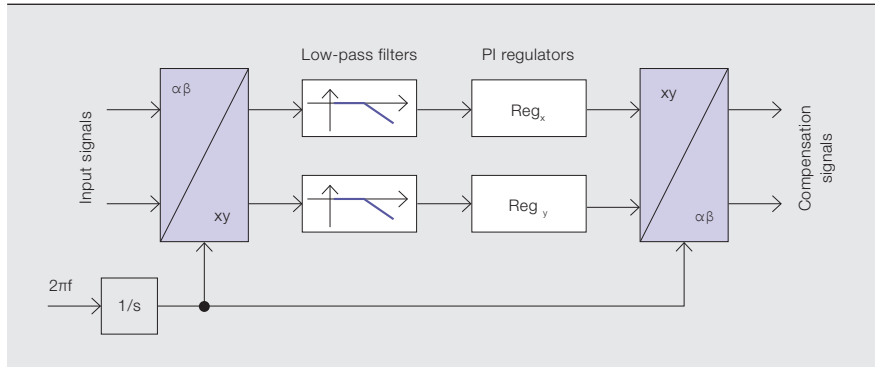 Low-pass filters
PI regulators
Input signals
αβ
xy
Reg x
Reg y
xy
αβ
Compensation
signals
2πf
1/s